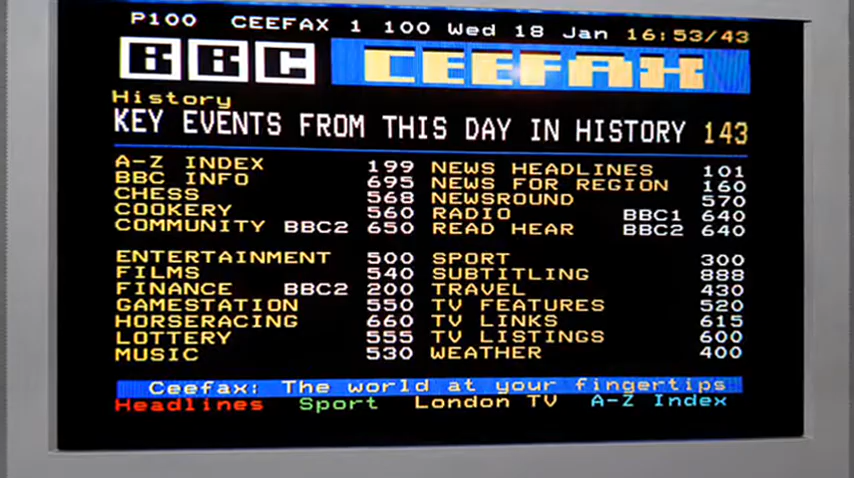 P100 CEEFAX 1 100 Wed 18 Jan 16:53/43
BBC CEEFAX
History
KEY EVENTS FROM THIS DAY IN HISTORY 143
A-Z INDEX 199 NEWS HEADLINES 101
BBC INFO 695 NEWS FOR REGION 160
CHESS 568 NEWSROUND 570
COOKERY 560 RADIO BBC1 640
COMMUNITY BBC2 650 READ HEAR BBC2 640
ENTERTAINMENT 500 SPORT 300
FILMS 540 SUBTITLING 888
FINANCE BBC2 200 TRAVEL 430
GAMESTATION 550 TV FEATURES 520
HORSERACING 660 TV LINKS 615
LOTTERY 555 TV LISTINGS 600
MUSIC 530 WEATHER 400
Ceefax: The world at your fingertips
Headlines Sport London TV A-Z Index